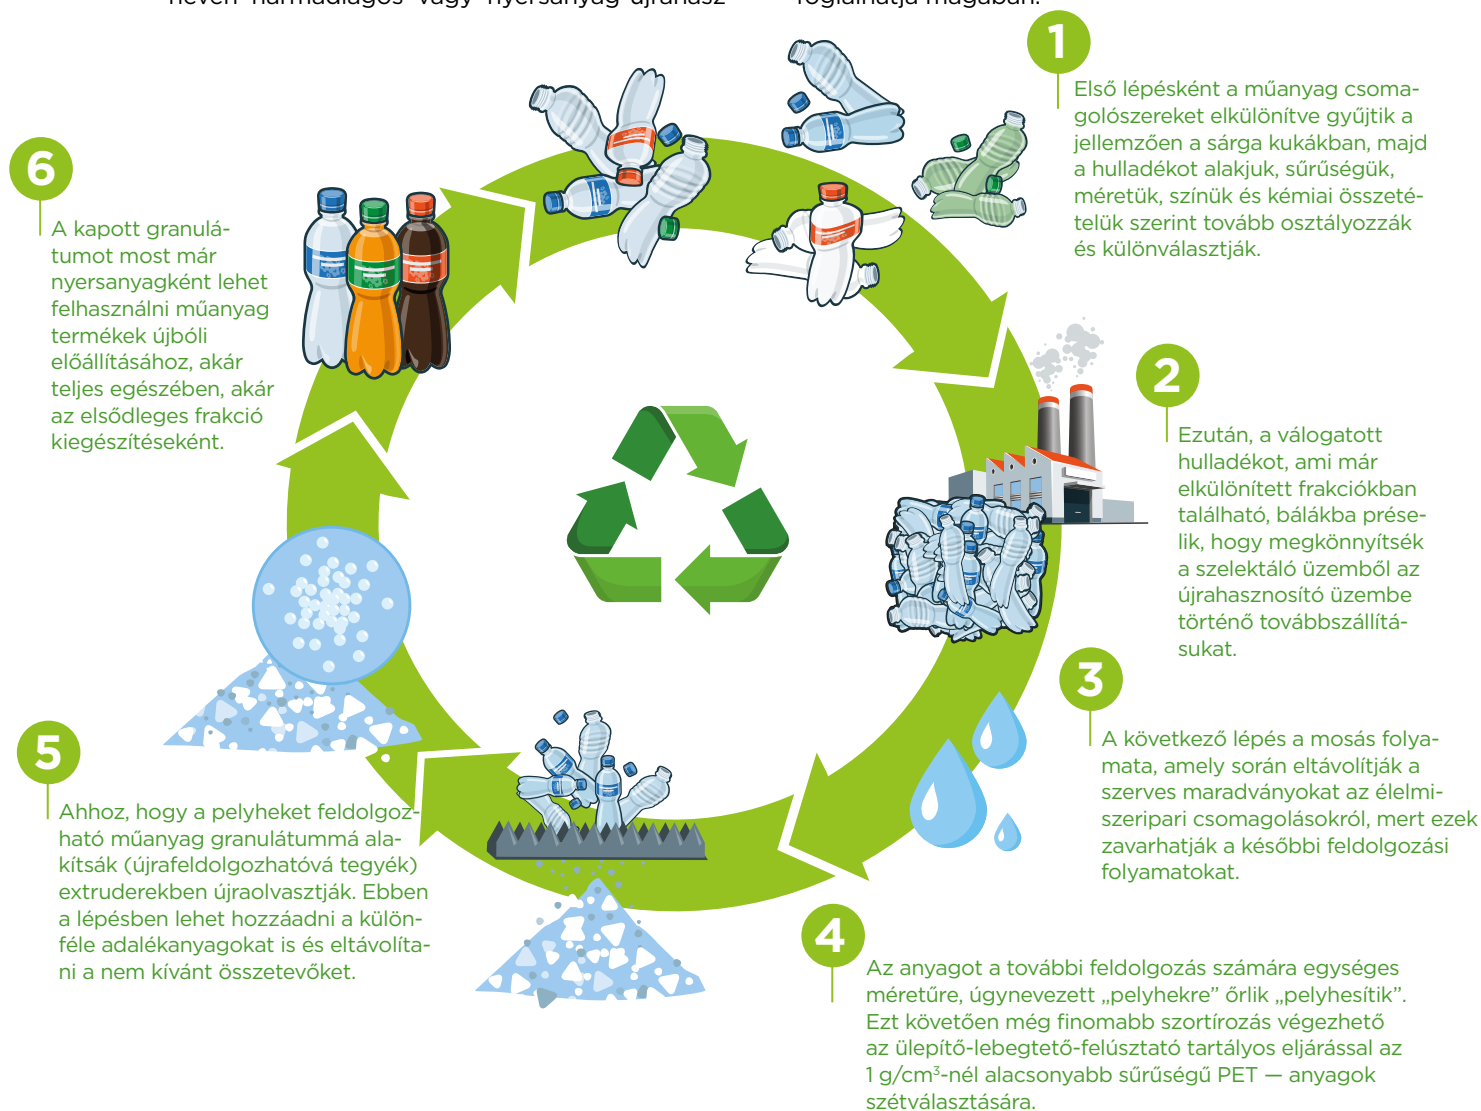 néven harmadlagos vagy nyersanyag-újrahasz-
foglalhatja magában.
1
Első lépésként a műanyag csoma-
golószereket elkülönítve gyűjtik a
jellemzően a sárga kukákban, majd
a hulladékot alakjuk, sűrűségük,
méretük, színük és kémiai összeté-
telük szerint tovább osztályozzák
és különválasztják.
2
Ezután, a válogatott
hulladékot, ami már
elkülönített frakciókban
található, bálákba prése-
lik, hogy megkönnyítsék
a szelektáló üzemből az
újrahasznosító üzembe
történő továbbszállítá-
sukat.
3
A következő lépés a mosás folya-
mata, amely során eltávolítják a
szerves maradványokat az élelmi-
szeripari csomagolásokról, mert ezek
zavarhatják a későbbi feldolgozási
folyamatokat.
4
Az anyagot a további feldolgozás számára egységes
méretűre, úgynevezett „pelyhekre” őrlik „pelyhesítik”.
Ezt követően még finomabb szortírozás végezhető
az ülepítő-lebegtető-felúsztató tartályos eljárással az
1 g/cm³-nél alacsonyabb sűrűségű PET — anyagok
szétválasztására.
5
Ahhoz, hogy a pelyheket feldolgoz-
ható műanyag granulátummá ala-
kítsák (újrafeldolgozhatóvá tegyék)
extruderekben újraolvasztják. Ebben
a lépésben lehet hozzáadni a külön-
féle adalékanyagokat is és eltávolíta-
ni a nem kívánt összetevőket.
6
A kapott granulá-
tumot most már
nyersanyagként lehet
felhasználni műanyag
termékek újbóli
előállításához, akár
teljes egészében, akár
az elsődleges frakció
kiegészítéseként.